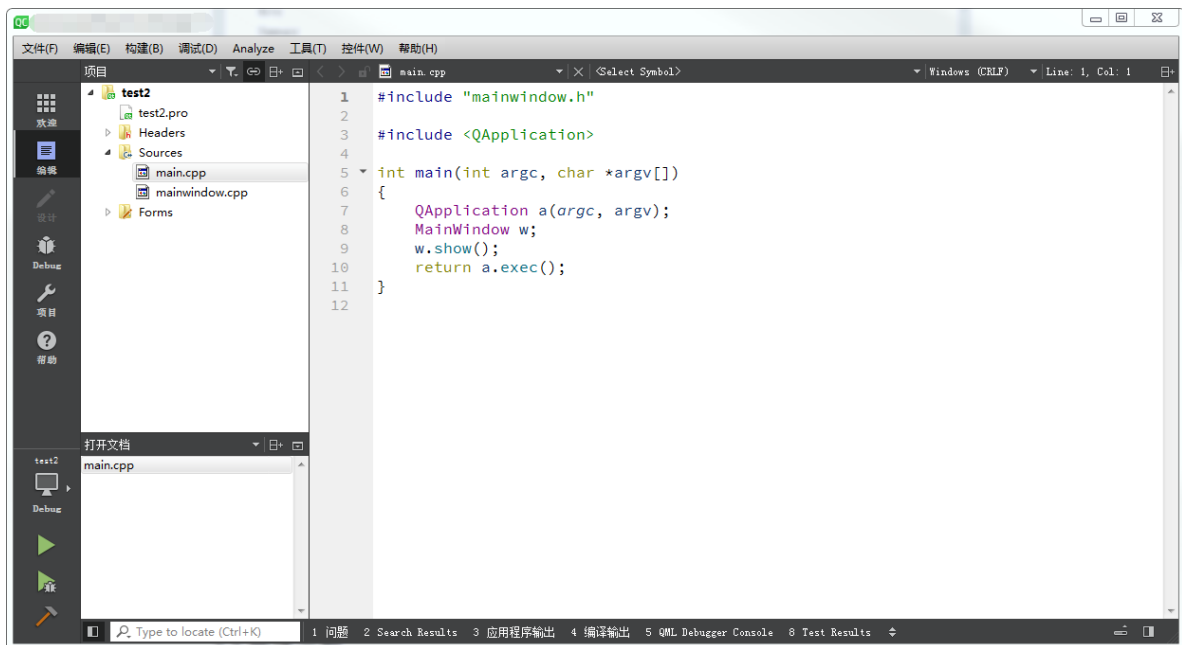 QC
文件(F) 编辑(E) 构建(B) 调试(D) Analyze 工具(T) 控件(W) 帮助(H)
项目
main.cpp
<Select Symbol>
Windows (CRLF)
Line: 1, Col: 1
欢迎
编辑
设计
Debug
项目
帮助
test2
Debug
test2
test2.pro
Headers
Sources
main.cpp
mainwindow.cpp
Forms
打开文档
main.cpp
1 #include "mainwindow.h"
2
3 #include <QApplication>
4
5 int main(int argc, char *argv[])
6 {
7 QApplication a(argc, argv);
8 MainWindow w;
9 w.show();
10 return a.exec();
11 }
12
Type to locate (Ctrl+K)
1 问题 2 Search Results 3 应用程序输出 4 编译输出 5 QML Debugger Console 8 Test Results